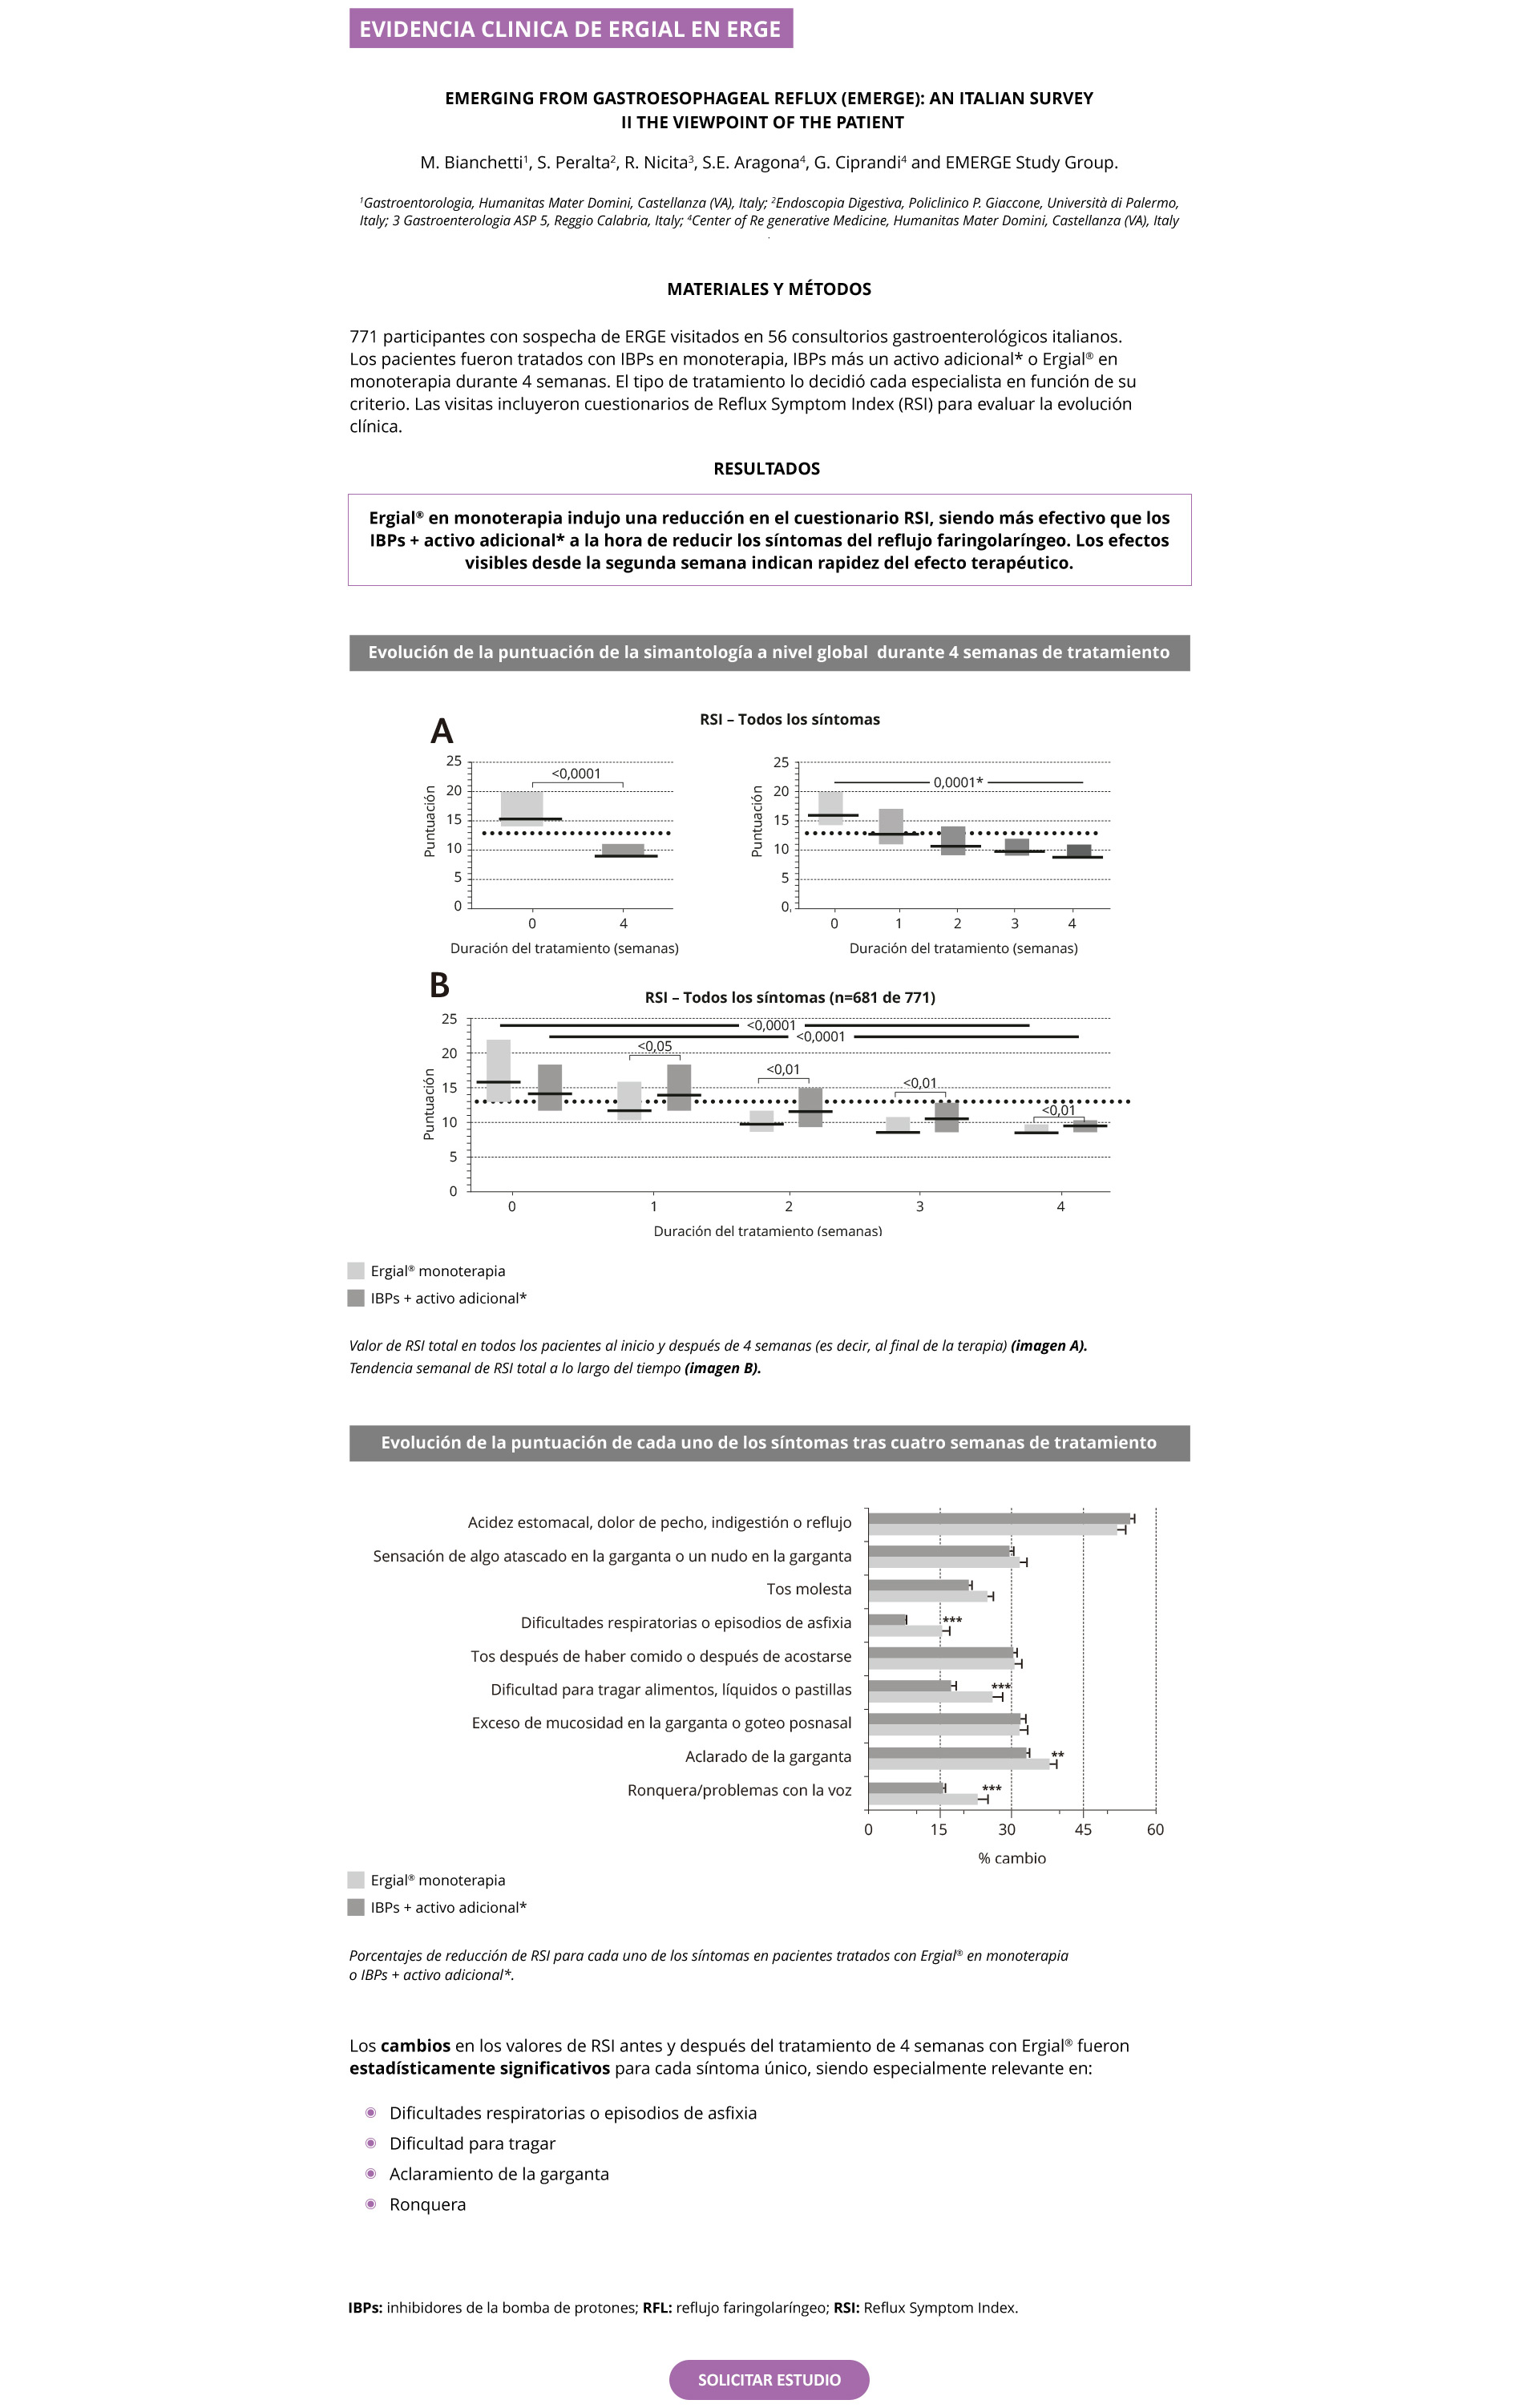 EVIDENCIA CLINICA DE ERGIAL EN ERGE
EMERGING FROM GASTROESOPHAGEAL REFLUX (EMERGE): AN ITALIAN SURVEY
II THE VIEWPOINT OF THE PATIENT
M. Bianchetti¹, S. Peralta², R. Nicita³, S.E. Aragona⁴, G. Ciprandi⁴ and EMERGE Study Group.
¹Gastroentorologia, Humanitas Mater Domini, Castellanza (VA), Italy; ²Endoscopia Digestiva, Policlinico P. Giaccone, Università di Palermo,
Italy; 3 Gastroenterologia ASP 5, Reggio Calabria, Italy; ⁴Center of Re generative Medicine, Humanitas Mater Domini, Castellanza (VA), Italy
.
MATERIALES Y MÉTODOS
771 participantes con sospecha de ERGE visitados en 56 consultorios gastroenterológicos italianos.
Los pacientes fueron tratados con IBPs en monoterapia, IBPs más un activo adicional* o Ergial® en
monoterapia durante 4 semanas. El tipo de tratamiento lo decidió cada especialista en función de su
criterio. Las visitas incluyeron cuestionarios de Reflux Symptom Index (RSI) para evaluar la evolución
clínica.
RESULTADOS
Ergial® en monoterapia indujo una reducción en el cuestionario RSI, siendo más efectivo que los
IBPs + activo adicional* a la hora de reducir los síntomas del reflujo faringolaríngeo. Los efectos
visibles desde la segunda semana indican rapidez del efecto terapéutico.
Evolución de la puntuación de la simantología a nivel global durante 4 semanas de tratamiento
A
RSI – Todos los síntomas
Puntuación
25
20
15
10
5
0
<0,0001
0 4
Duración del tratamiento (semanas)
Puntuación
25
20
15
10
5
0,
0,0001*
0 1 2 3 4
Duración del tratamiento (semanas)
B
RSI – Todos los síntomas (n=681 de 771)
Puntuación
25
20
15
10
5
0
<0,0001
<0,0001
<0,05
<0,01
<0,01
<0,01
0 1 2 3 4
Duración del tratamiento (semanas)
Ergial® monoterapia
IBPs + activo adicional*
Valor de RSI total en todos los pacientes al inicio y después de 4 semanas (es decir, al final de la terapia) (imagen A).
Tendencia semanal de RSI total a lo largo del tiempo (imagen B).
Evolución de la puntuación de cada uno de los síntomas tras cuatro semanas de tratamiento
Acidez estomacal, dolor de pecho, indigestión o reflujo
Sensación de algo atascado en la garganta o un nudo en la garganta
Tos molesta
Dificultades respiratorias o episodios de asfixia ***
Tos después de haber comido o después de acostarse
Dificultad para tragar alimentos, líquidos o pastillas ***
Exceso de mucosidad en la garganta o goteo posnasal
Aclarado de la garganta **
Ronquera/problemas con la voz ***
0 15 30 45 60
% cambio
Ergial® monoterapia
IBPs + activo adicional*
Porcentajes de reducción de RSI para cada uno de los síntomas en pacientes tratados con Ergial® en monoterapia
o IBPs + activo adicional*.
Los cambios en los valores de RSI antes y después del tratamiento de 4 semanas con Ergial® fueron
estadísticamente significativos para cada síntoma único, siendo especialmente relevante en:
Dificultades respiratorias o episodios de asfixia
Dificultad para tragar
Aclaramiento de la garganta
Ronquera
IBPs: inhibidores de la bomba de protones; RFL: reflujo faringolaríngeo; RSI: Reflux Symptom Index.
SOLICITAR ESTUDIO